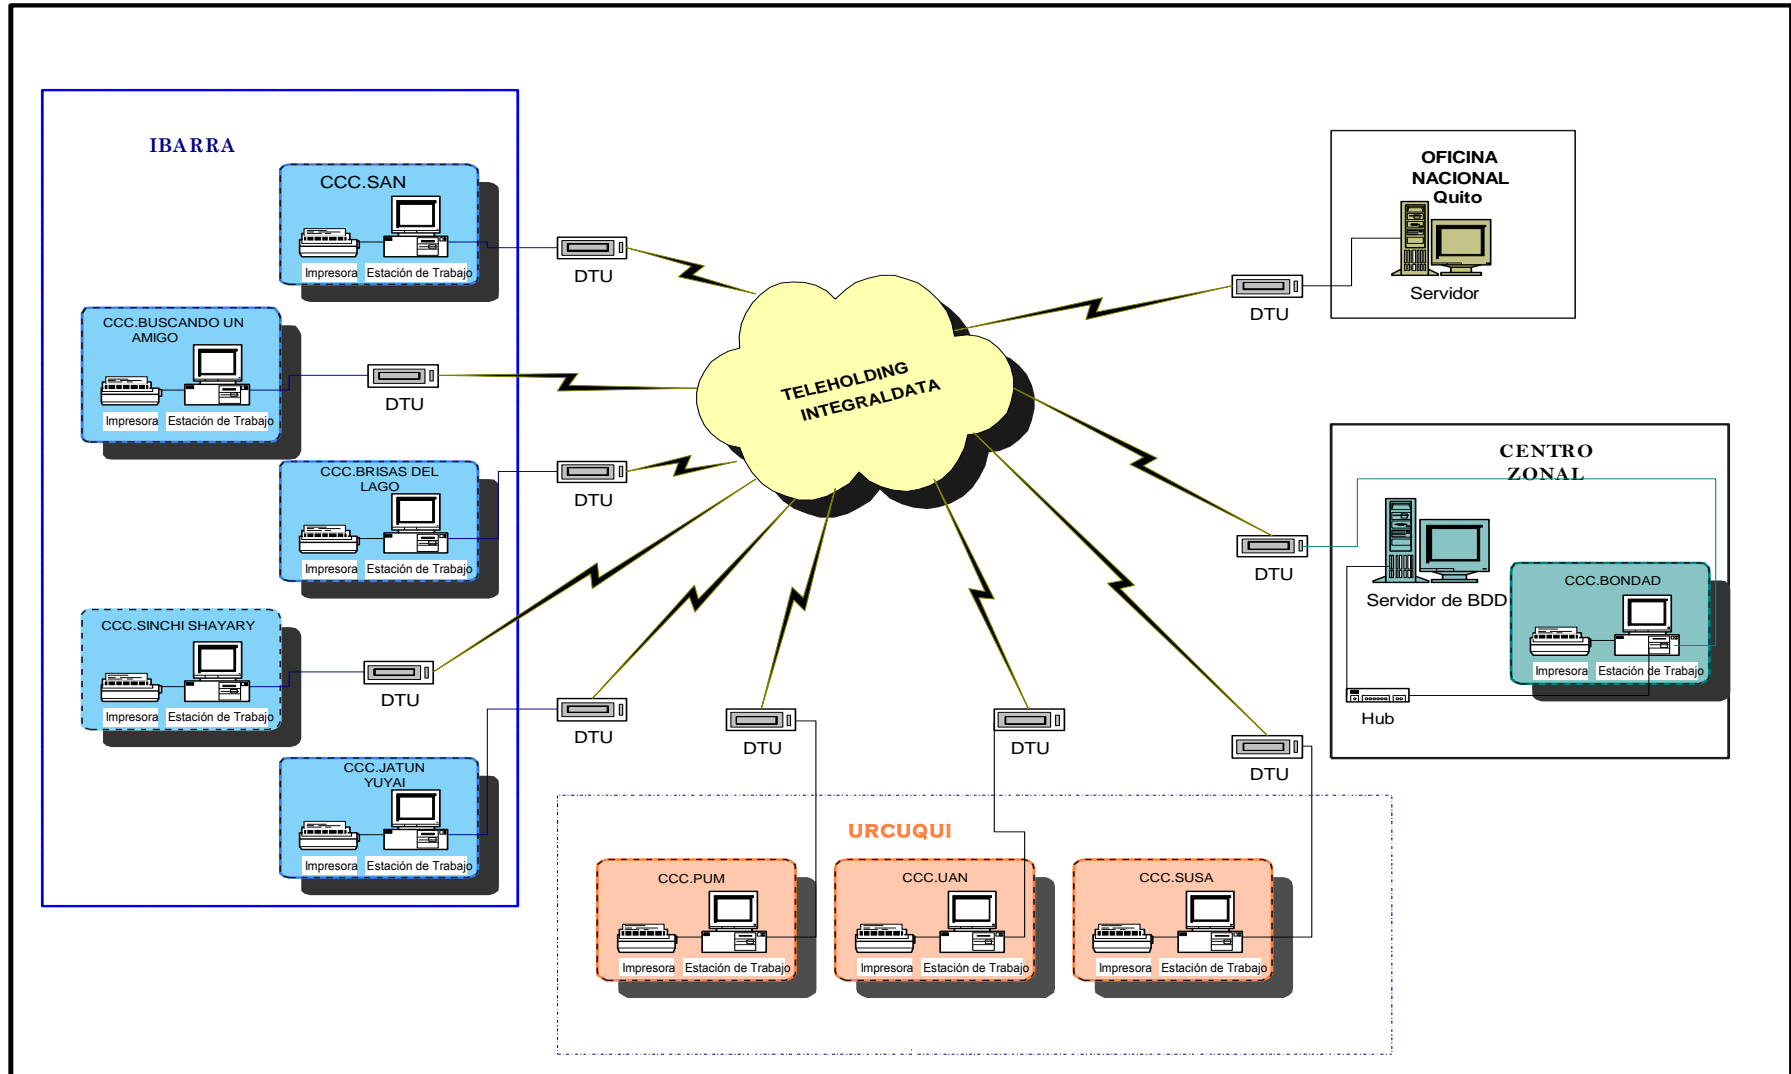 IBARRA
CCC.SAN
Impresora Estación de Trabajo
DTU
CCC.BUSCANDO UN
AMIGO
Impresora Estación de Trabajo
DTU
CCC.BRISAS DEL
LAGO
Impresora Estación de Trabajo
DTU
CCC.SINCHI SHAYARY
Impresora Estación de Trabajo
DTU
CCC.JATUN
YUYAI
Impresora Estación de Trabajo
DTU
TELEHOLDING
INTEGRALDATA
OFICINA
NACIONAL
Quito
Servidor
DTU
CENTRO
ZONAL
DTU
Servidor de BDD
CCC.BONDAD
Impresora Estación de Trabajo
Hub
DTU
DTU
DTU
URCUQUI
CCC.PUM
Impresora Estación de Trabajo
CCC.UAN
Impresora Estación de Trabajo
CCC.SUSA
Impresora Estación de Trabajo